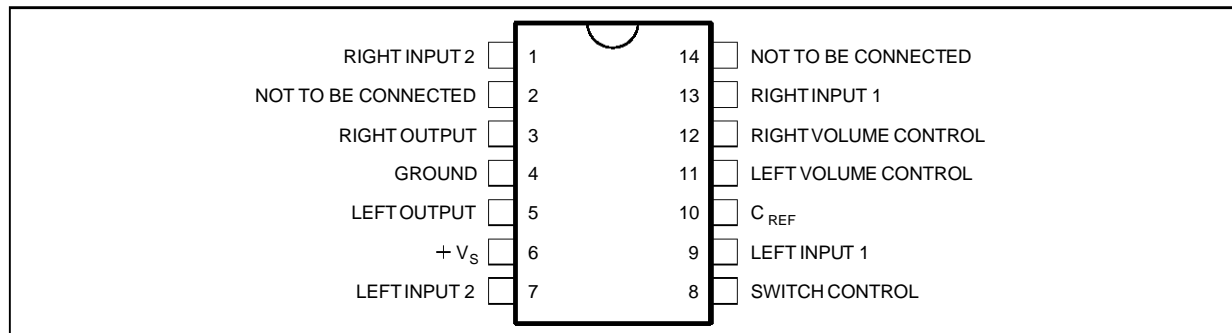 RIGHT INPUT 2 1 14 NOT TO BE CONNECTED
NOT TO BE CONNECTED 2 13 RIGHT INPUT 1
RIGHT OUTPUT 3 12 RIGHT VOLUME CONTROL
GROUND 4 11 LEFT VOLUME CONTROL
LEFT OUTPUT 5 10 C REF
+ VS 6 9 LEFT INPUT 1
LEFT INPUT 2 7 8 SWITCH CONTROL